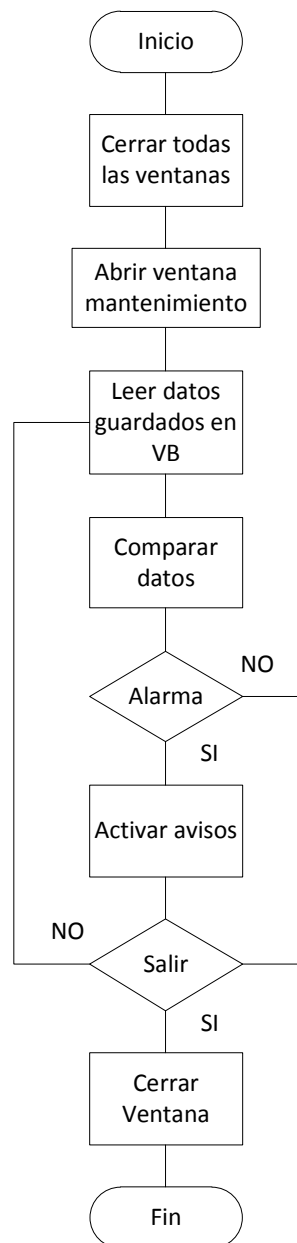 Inicio
Cerrar todas
las ventanas
Abrir ventana
mantenimiento
Leer datos
guardados en
VB
Comparar
datos
NO
Alarma
SI
Activar avisos
NO
Salir
SI
Cerrar
Ventana
Fin